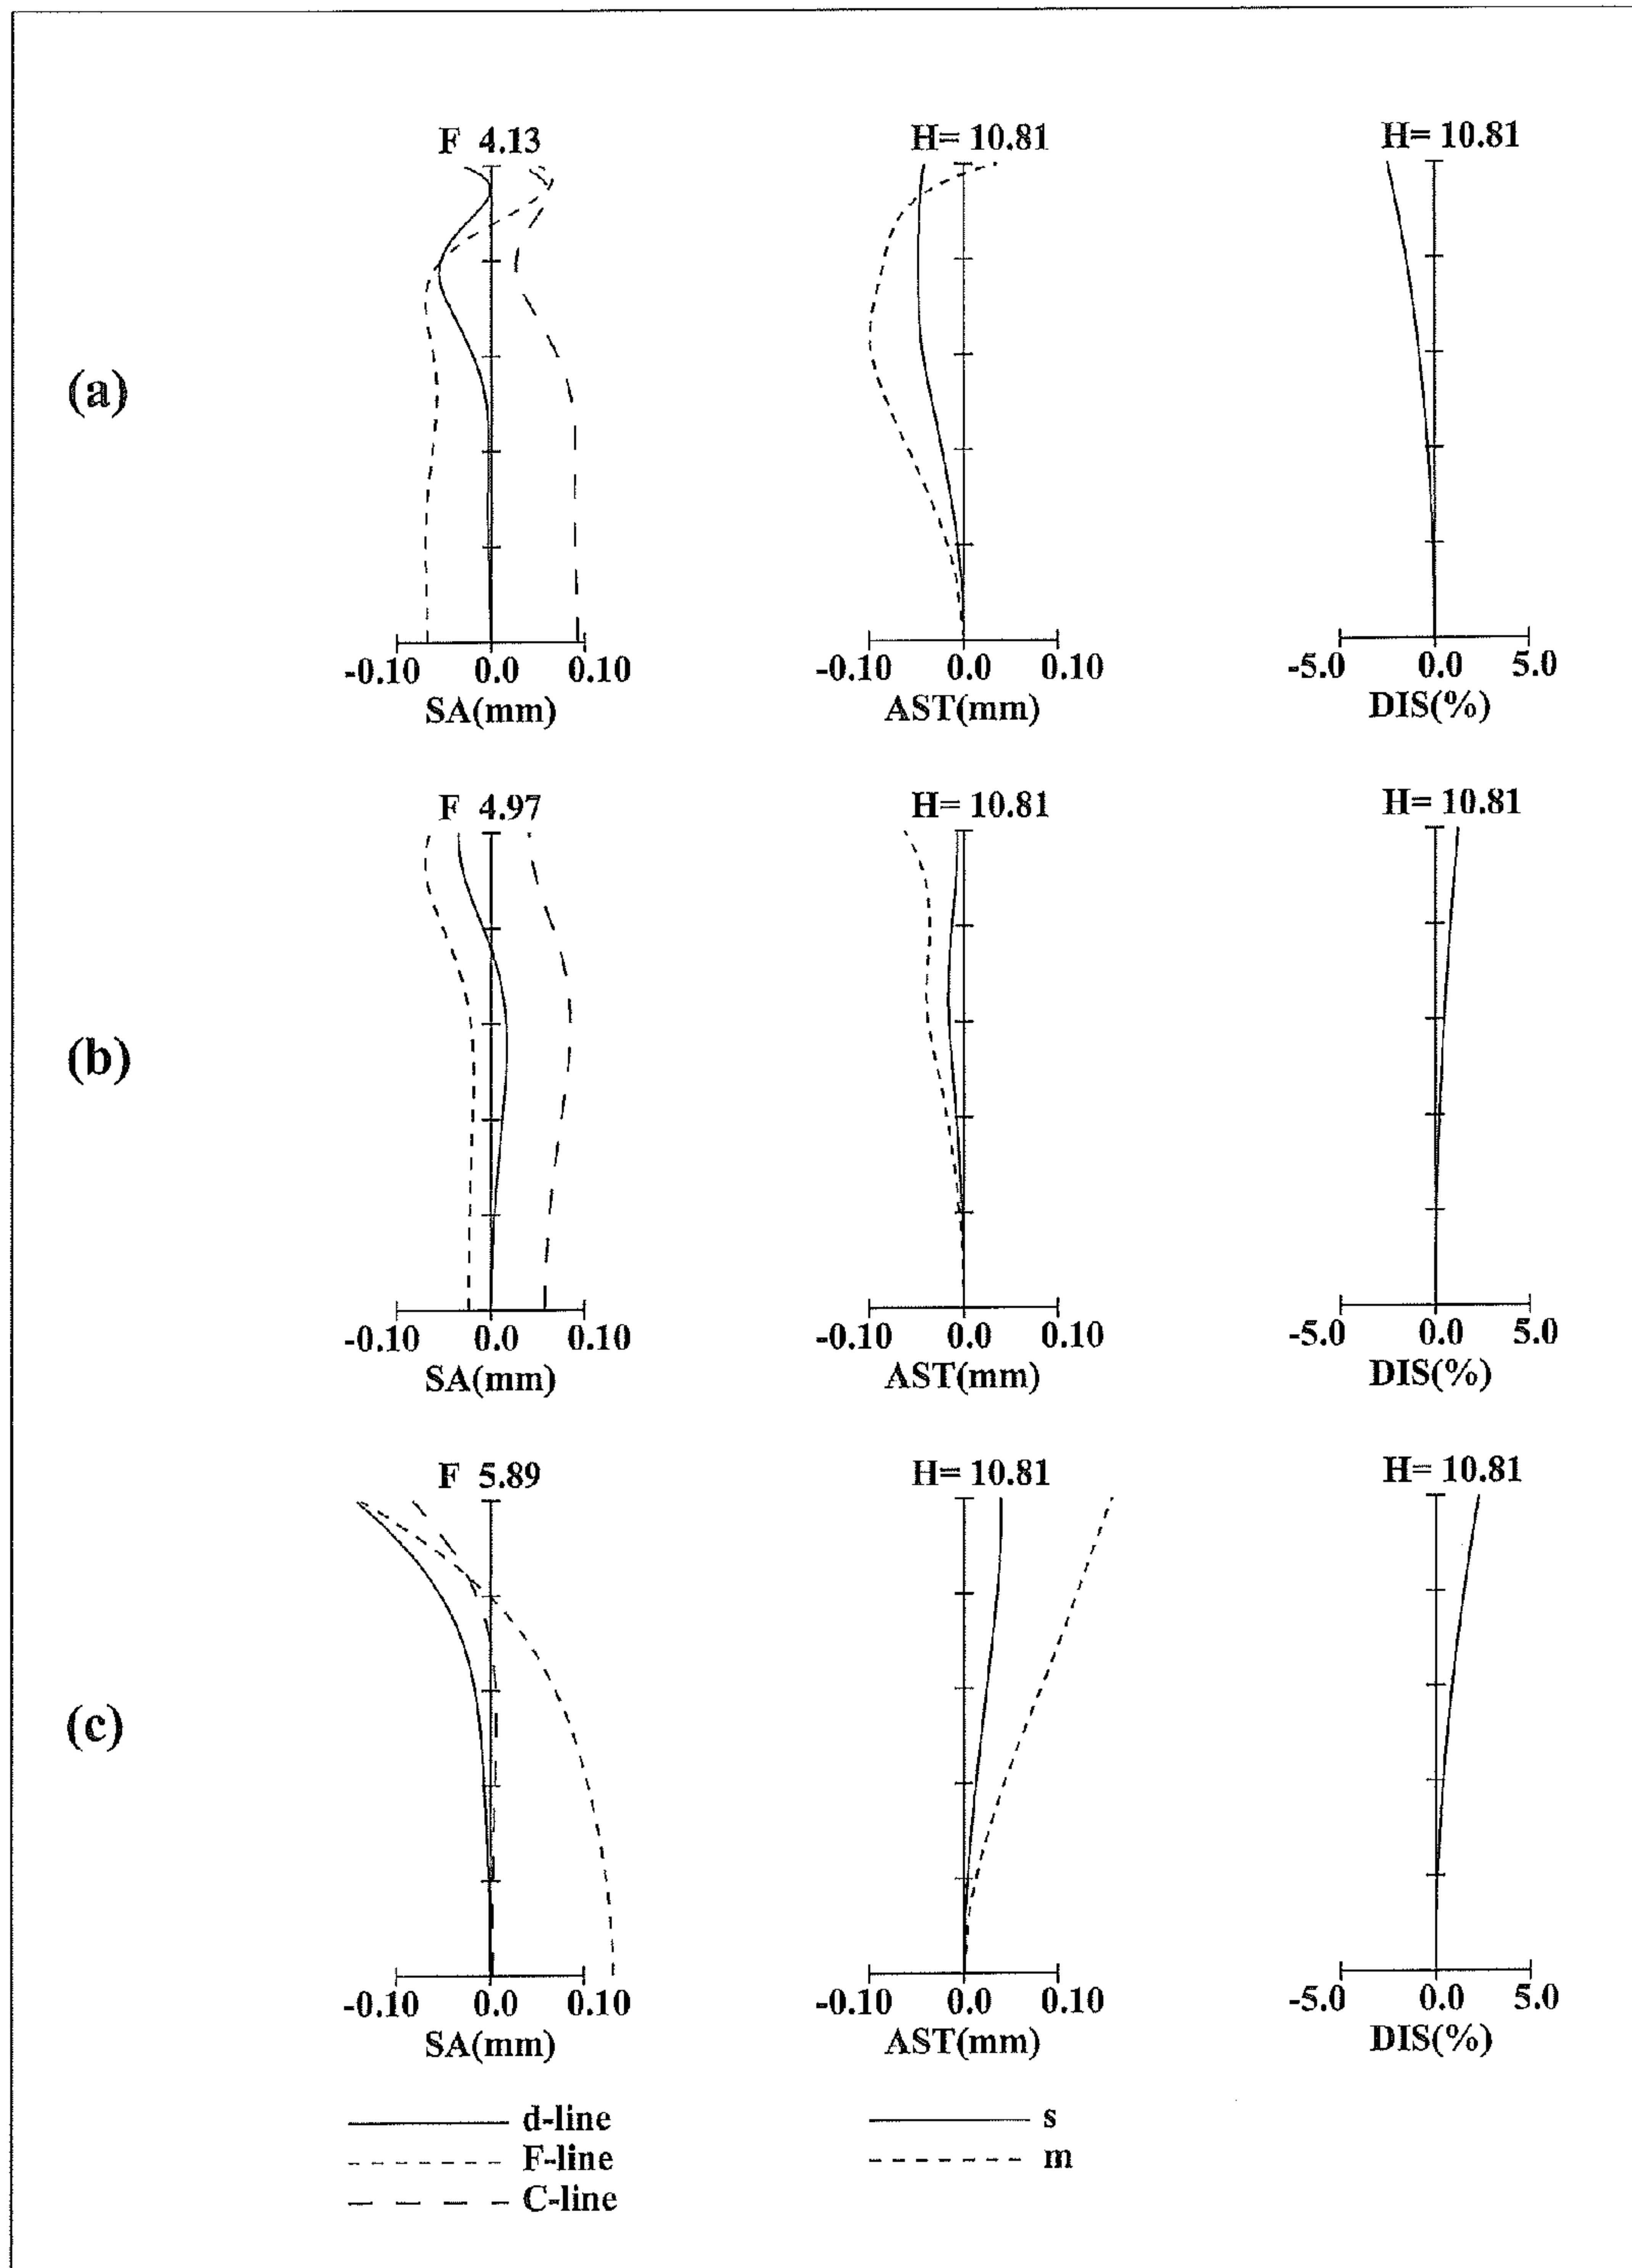 F 4.13
H= 10.81
H= 10.81
(a)
-0.10 0.0 0.10
SA(mm)
-0.10 0.0 0.10
AST(mm)
-5.0 0.0 5.0
DIS(%)
F 4.97
H= 10.81
H= 10.81
(b)
-0.10 0.0 0.10
SA(mm)
-0.10 0.0 0.10
AST(mm)
-5.0 0.0 5.0
DIS(%)
F 5.89
H= 10.81
H= 10.81
(c)
-0.10 0.0 0.10
SA(mm)
-0.10 0.0 0.10
AST(mm)
-5.0 0.0 5.0
DIS(%)
d-line
F-line
C-line
s
m